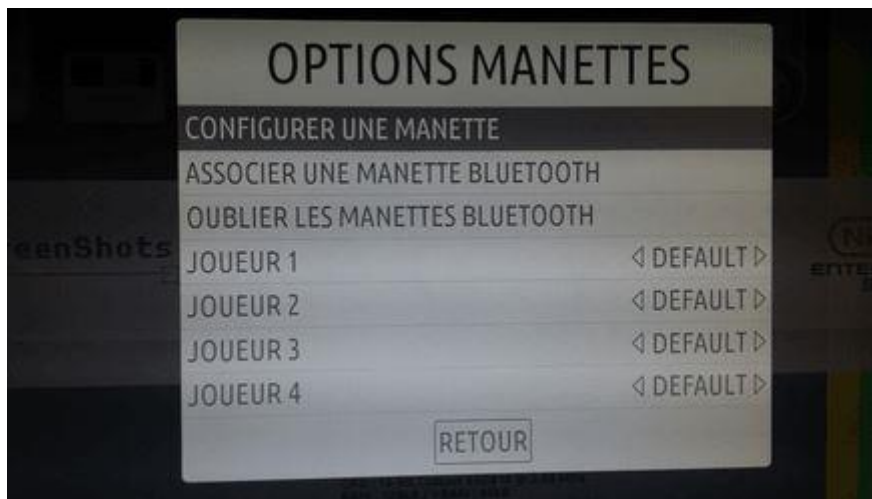 OPTIONS MANETTES
CONFIGURER UNE MANETTE
ASSOCIER UNE MANETTE BLUETOOTH
OUBLIER LES MANETTES BLUETOOTH
JOUEUR 1 ◁ DEFAULT ▷
JOUEUR 2 ◁ DEFAULT ▷
JOUEUR 3 ◁ DEFAULT ▷
JOUEUR 4 ◁ DEFAULT ▷
RETOUR
eenShots